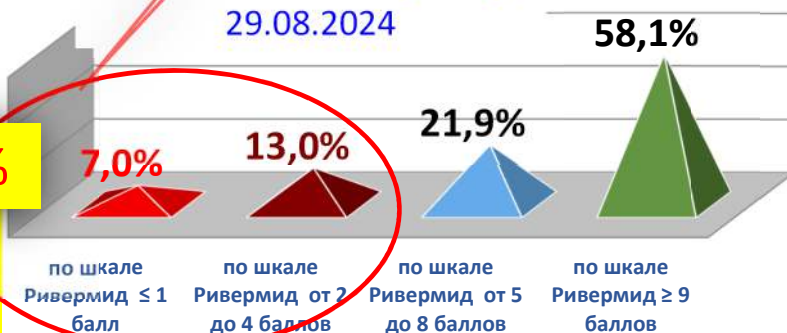 29.08.2024
58,1%
21,9%
13,0%
7,0%
%
по шкале Ривермид ≤ 1 балл
по шкале Ривермид от 2 до 4 баллов
по шкале Ривермид от 5 до 8 баллов
по шкале Ривермид ≥ 9 баллов